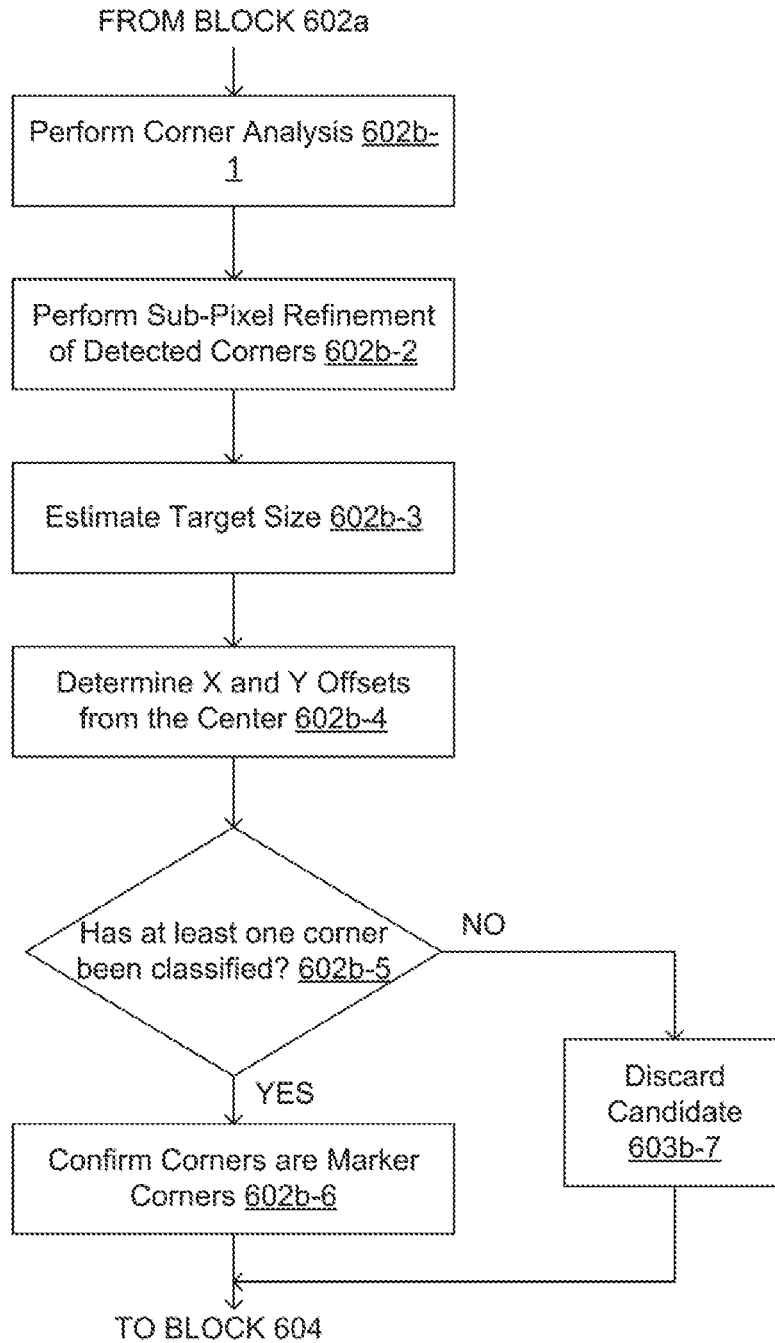 FROM BLOCK 602a
Perform Corner Analysis 602b-
1
Perform Sub-Pixel Refinement
of Detected Corners 602b-2
Estimate Target Size 602b-3
Determine X and Y Offsets
from the Center 602b-4
Has at least one corner
been classified? 602b-5
NO
YES
Discard
Candidate
603b-7
Confirm Corners are Marker
Corners 602b-6
TO BLOCK 604